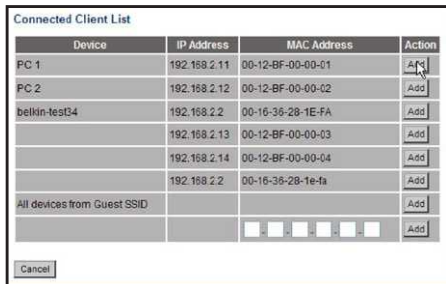 Connected Client List
Device IP Address MAC Address Action
PC 1 192.168.2.11 00-12-BF-00-00-01 Add
PC 2 192.168.2.12 00-12-BF-00-00-02 Add
belkin-test34 192.168.2.2 00-16-36-28-1E-FA Add
192.168.2.13 00-12-BF-00-00-03 Add
192.168.2.14 00-12-BF-00-00-04 Add
192.168.2.2 00-16-36-28-1e-fa Add
All devices from Guest SSID Add
- - - - - Add
Cancel